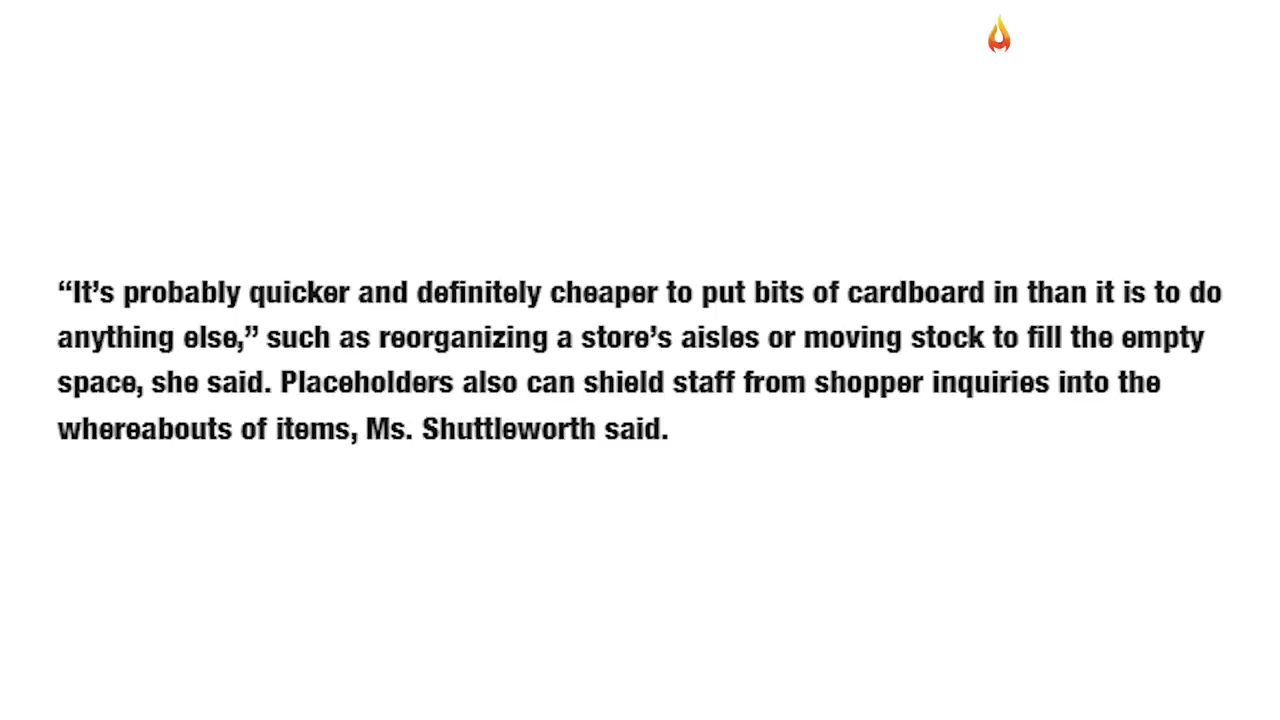 “It’s probably quicker and definitely cheaper to put bits of cardboard in than it is to do
anything else,” such as reorganizing a store’s aisles or moving stock to fill the empty
space, she said. Placeholders also can shield staff from shopper inquiries into the
whereabouts of items, Ms. Shuttleworth said.